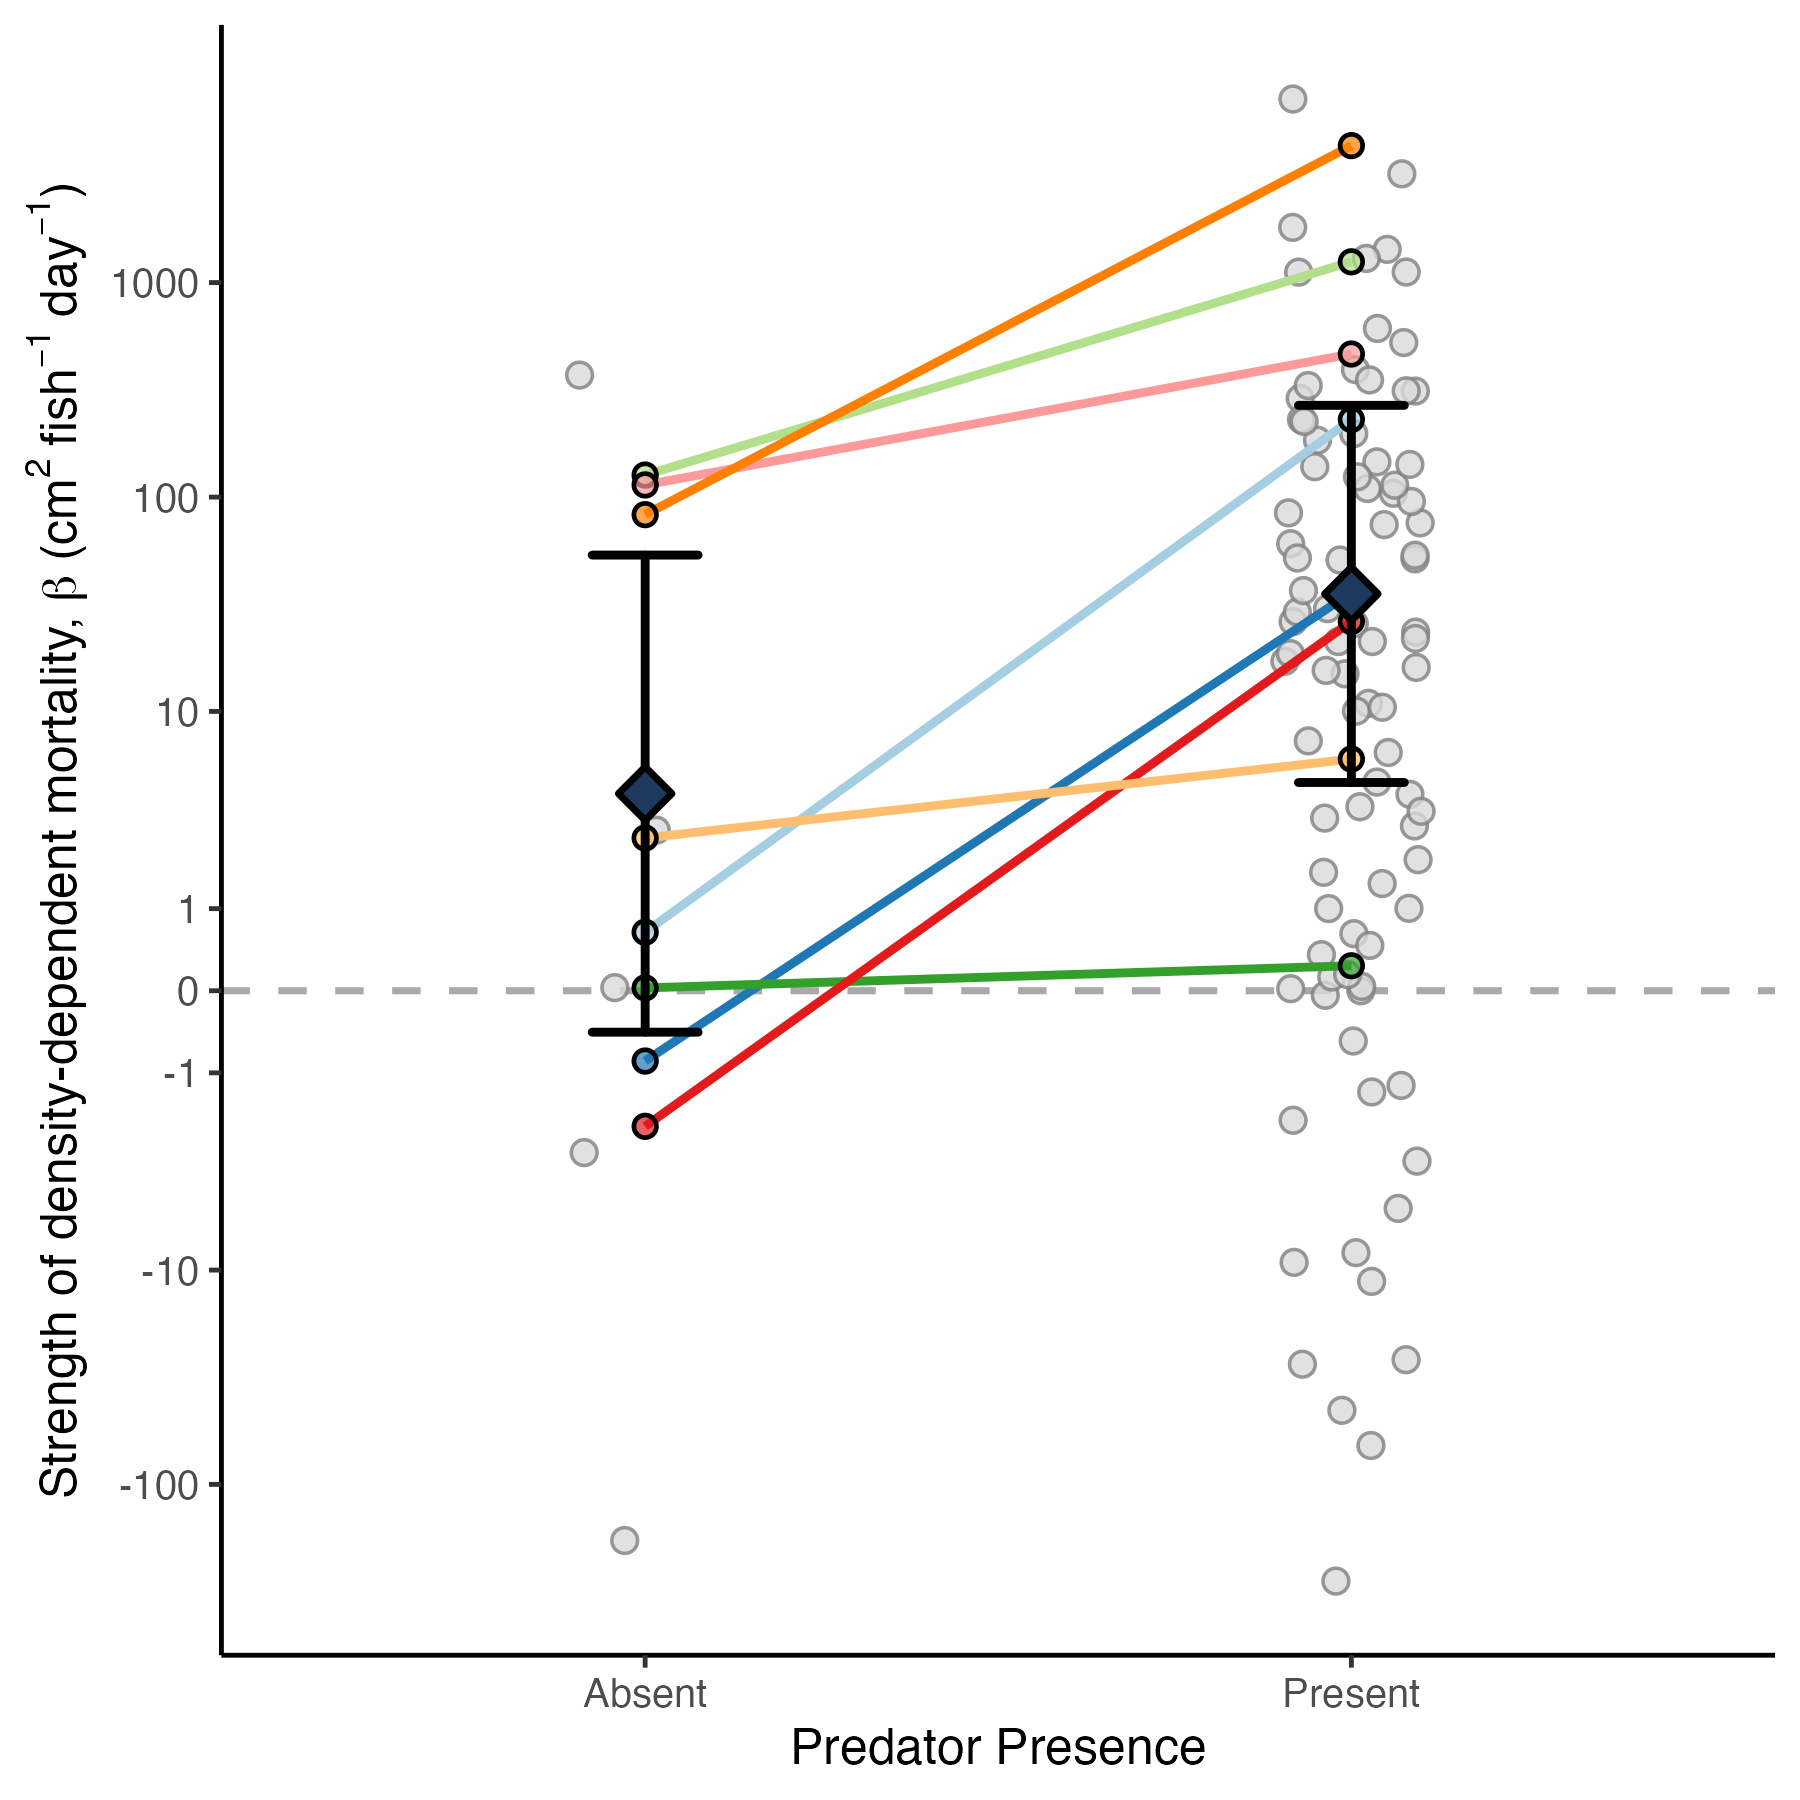 Strength of density-dependent mortality, β (cm² fish⁻¹ day⁻¹)
1000
100
10
1
0
-1
-10
-100
Absent Present
Predator Presence